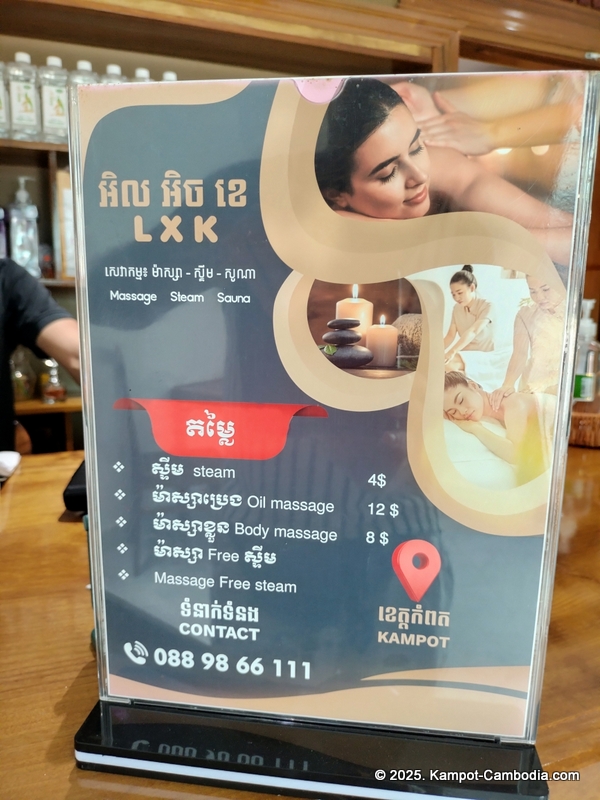 អិល អិច ខេ
LXK
សេវាកម្ម៖ ម៉ាស្សា - ស្ទីម - សូណា
Massage Steam Sauna
តម្លៃ
ស្ទីម steam 4$
ម៉ាស្សាប្រេង Oil massage 12 $
ម៉ាស្សាខ្លួន Body massage 8 $
ម៉ាស្សា Free ស្ទីម
Massage Free steam
ទំនាក់ទំនង
CONTACT
088 98 66 111
ខេត្តកំពត
KAMPOT
© 2025. Kampot-Cambodia.com